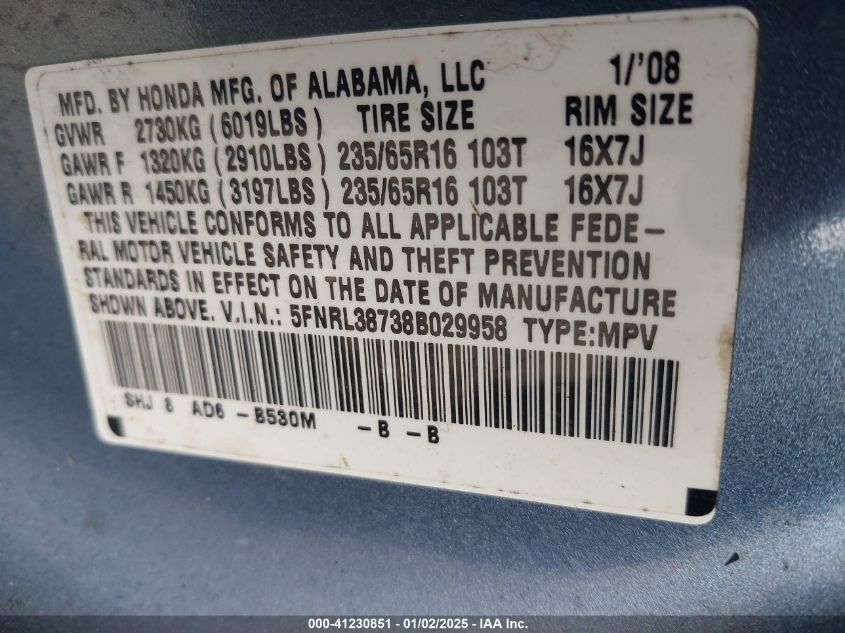 MFD. BY HONDA MFG. OF ALABAMA, LLC 1/'08
GVWR 2730KG (6019LBS) TIRE SIZE RIM SIZE
GAWR F 1320KG (2910LBS) 235/65R16 103T 16X7J
GAWR R 1450KG (3197LBS) 235/65R16 103T 16X7J
THIS VEHICLE CONFORMS TO ALL APPLICABLE FEDE-
RAL MOTOR VEHICLE SAFETY AND THEFT PREVENTION
STANDARDS IN EFFECT ON THE DATE OF MANUFACTURE
SHOWN ABOVE. V.I.N.: 5FNRL38738B029958 TYPE:MPV
SHJ 8 AD6 -B530M -B -B
000-41230851 - 01/02/2025 - IAA Inc.